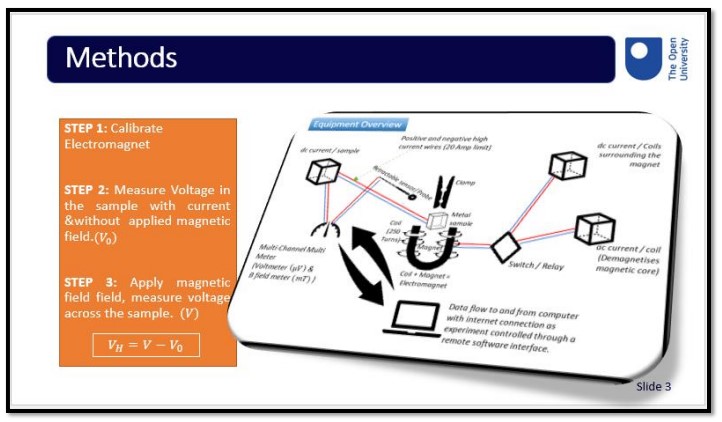 Methods
The Open
University
STEP 1: Calibrate
Electromagnet
STEP 2: Measure Voltage in
the sample with current
&without applied magnetic
field.(V₀)
STEP 3: Apply magnetic
field field, measure voltage
across the sample. (V)
V_H = V − V₀
Equipment Overview
Positive and negative high
current wires (20 Amp limit)
dc current / sample
dc current / Coils
surrounding the
magnet
Retractable sensor/Probe
Clamp
Metal
sample
Coil
(250
Turns)
Magnet
Multi Channel Multi
Meter
(Voltmeter (μV) &
B field meter (mT) )
Coil + Magnet =
Electromagnet
Switch / Relay
ac current / coil
(Demagnetises
magnetic core)
Data flow to and from computer
with internet connection as
experiment controlled through a
remote software interface.
Slide 3